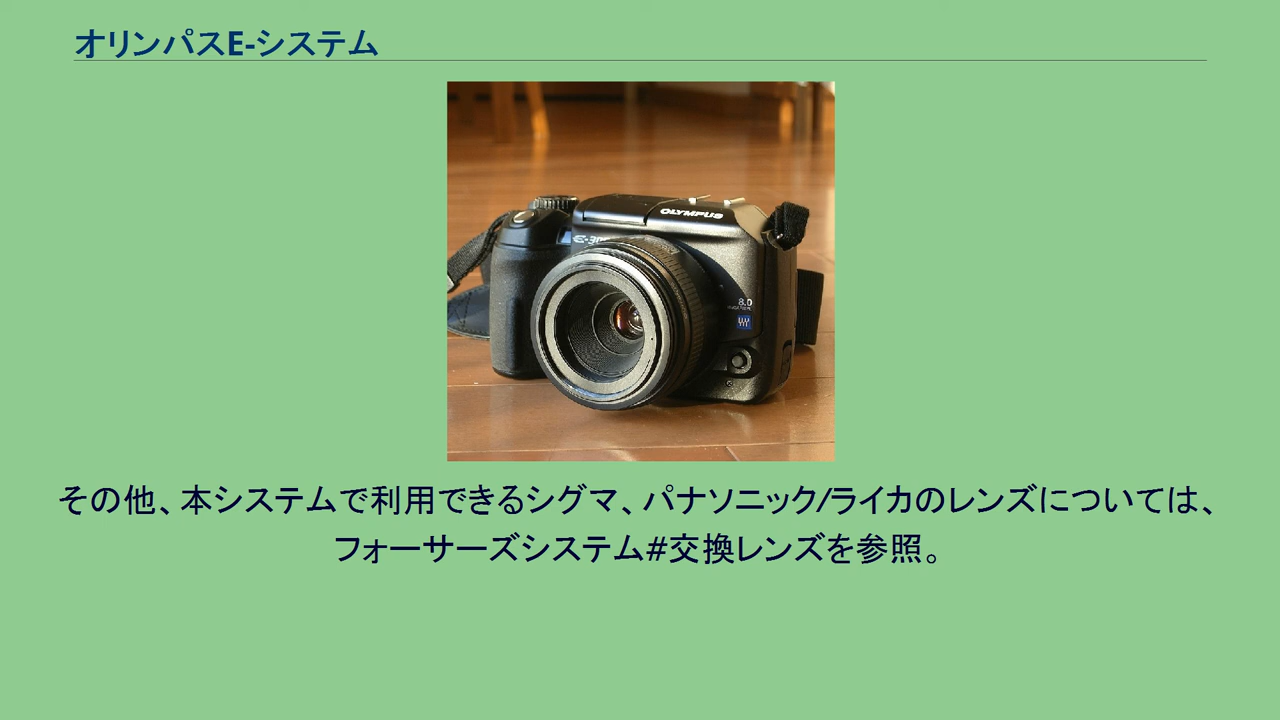 オリンパスE-システム
OLYMPUS
8.0
その他、本システムで利用できるシグマ、パナソニック/ライカのレンズについては、
フォーサーズシステム#交換レンズを参照。